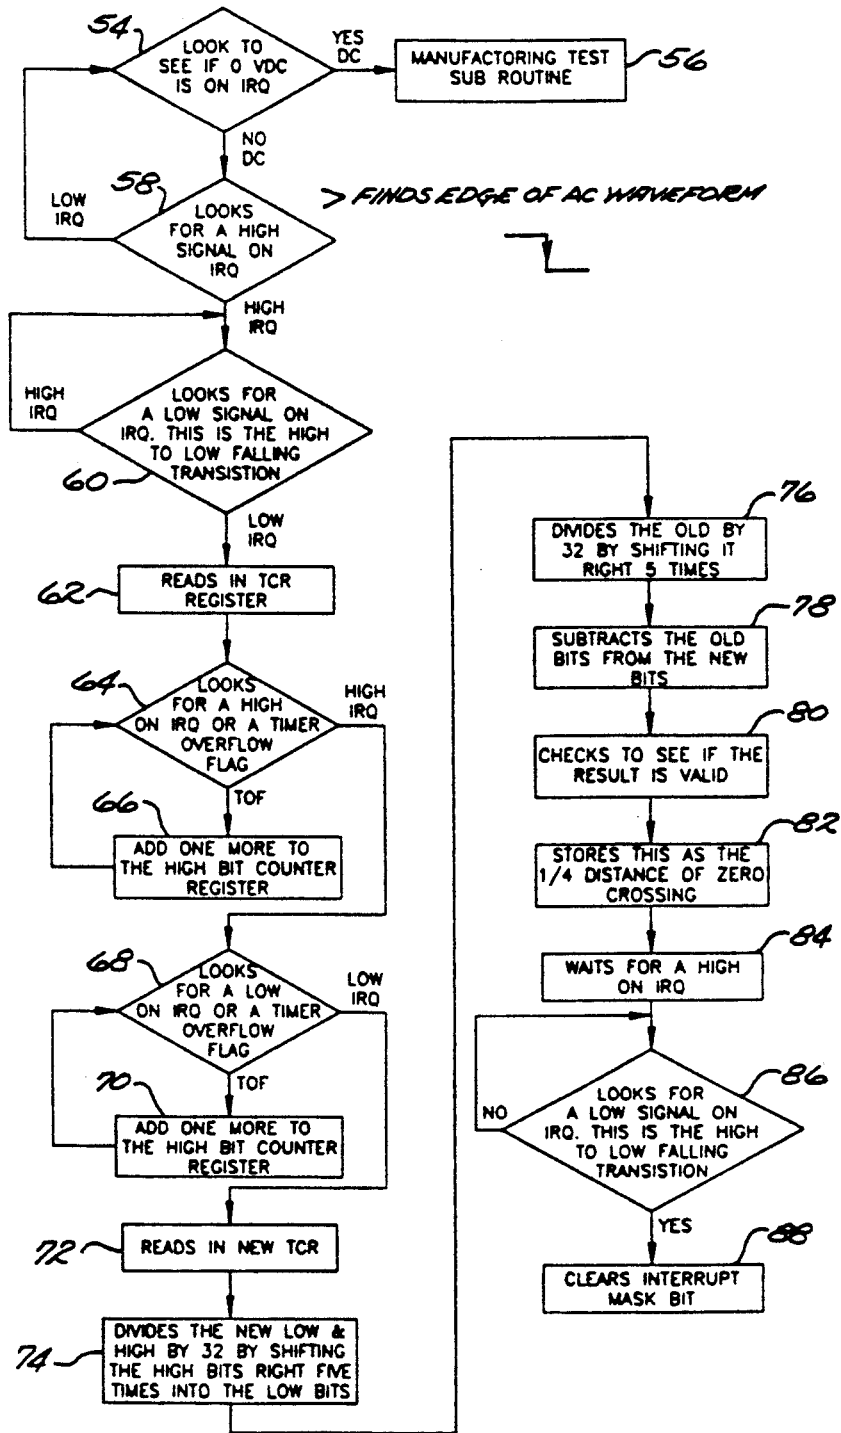 54
LOOK TO
SEE IF 0 VDC
IS ON IRQ
YES
DC
MANUFACTORING TEST
SUB ROUTINE
56
NO
DC
58
LOW
IRQ
LOOKS
FOR A HIGH
SIGNAL ON
IRQ
> FINDS EDGE OF AC WAVEFORM
HIGH
IRQ
HIGH
IRQ
LOOKS FOR
A LOW SIGNAL ON
IRQ. THIS IS THE HIGH
TO LOW FALLING
TRANSISTION
60
LOW
IRQ
62
READS IN TCR
REGISTER
64
LOOKS
FOR A HIGH
ON IRQ OR A TIMER
OVERFLOW
FLAG
HIGH
IRQ
TOF
66
ADD ONE MORE TO
THE HIGH BIT COUNTER
REGISTER
68
LOOKS
FOR A LOW
ON IRQ OR A TIMER
OVERFLOW
FLAG
LOW
IRQ
TOF
70
ADD ONE MORE TO
THE HIGH BIT COUNTER
REGISTER
72
READS IN NEW TCR
74
DIVIDES THE NEW LOW &
HIGH BY 32 BY SHIFTING
THE HIGH BITS RIGHT FIVE
TIMES INTO THE LOW BITS
76
DIVIDES THE OLD BY
32 BY SHIFTING IT
RIGHT 5 TIMES
78
SUBTRACTS THE OLD
BITS FROM THE NEW
BITS
80
CHECKS TO SEE IF THE
RESULT IS VALID
82
STORES THIS AS THE
1/4 DISTANCE OF ZERO
CROSSING
84
WAITS FOR A HIGH
ON IRQ
86
NO
LOOKS FOR
A LOW SIGNAL ON
IRQ. THIS IS THE HIGH
TO LOW FALLING
TRANSISTION
YES
88
CLEARS INTERRUPT
MASK BIT